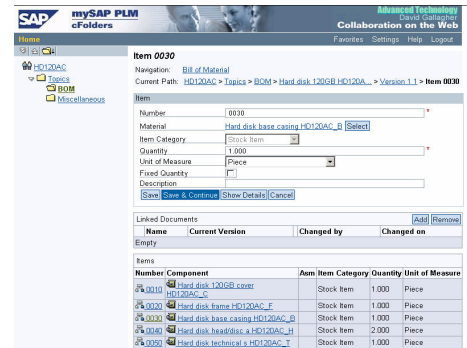 SAP
mySAP PLM
cFolders
Advanced Technology
David Gallagher
Collaboration on the Web
Home
Favorites Settings Help Logout
HD120AC
Topics
BOM
Miscellaneous
Item 0030
Navigation: Bill of Material
Current Path: HD120AC > Topics > BOM > Hard disk 120GB HD120A... > Version 1.1 > Item 0030
Item
Number 0030 *
Material Hard disk base casing HD120AC_B Select
Item Category Stock Item
Quantity 1.000 *
Unit of Measure Piece
Fixed Quantity
Description
Save Save & Continue Show Details Cancel
Linked Documents Add Remove
Name Current Version Changed by Changed on
Empty
Items
Number Component Asm Item Category Quantity Unit of Measure
0010 Hard disk 120GB cover HD120AC_C Stock Item 1.000 Piece
0020 Hard disk frame HD120AC_F Stock Item 1.000 Piece
0030 Hard disk base casing HD120AC_B Stock Item 1.000 Piece
0040 Hard disk head/disc a HD120AC_H Stock Item 2.000 Piece
0050 Hard disk technical s HD120AC_T Stock Item 1.000 Piece